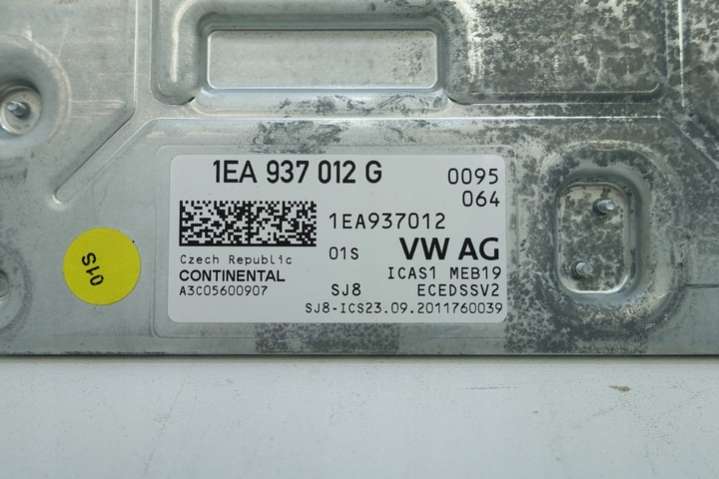 1EA 937 012 G 0095
064
1EA937012
Czech Republic 01S VW AG
CONTINENTAL ICAS1 MEB19
A3C05600907 SJ8 ECEDSSV2
SJ8-ICS23.09.2011760039
01S